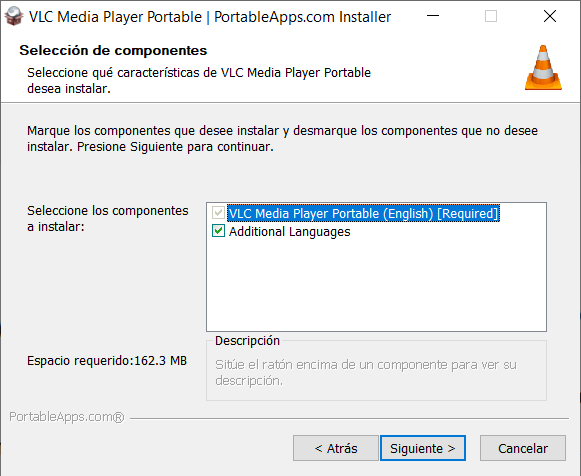 VLC Media Player Portable | PortableApps.com Installer
Selección de componentes
Seleccione qué características de VLC Media Player Portable
desea instalar.
Marque los componentes que desee instalar y desmarque los componentes que no desee
instalar. Presione Siguiente para continuar.
Seleccione los componentes
a instalar:
VLC Media Player Portable (English) [Required]
Additional Languages
Espacio requerido:162.3 MB
Descripción
Sitúe el ratón encima de un componente para ver su
descripción.
PortableApps.com®
< Atrás
Siguiente >
Cancelar